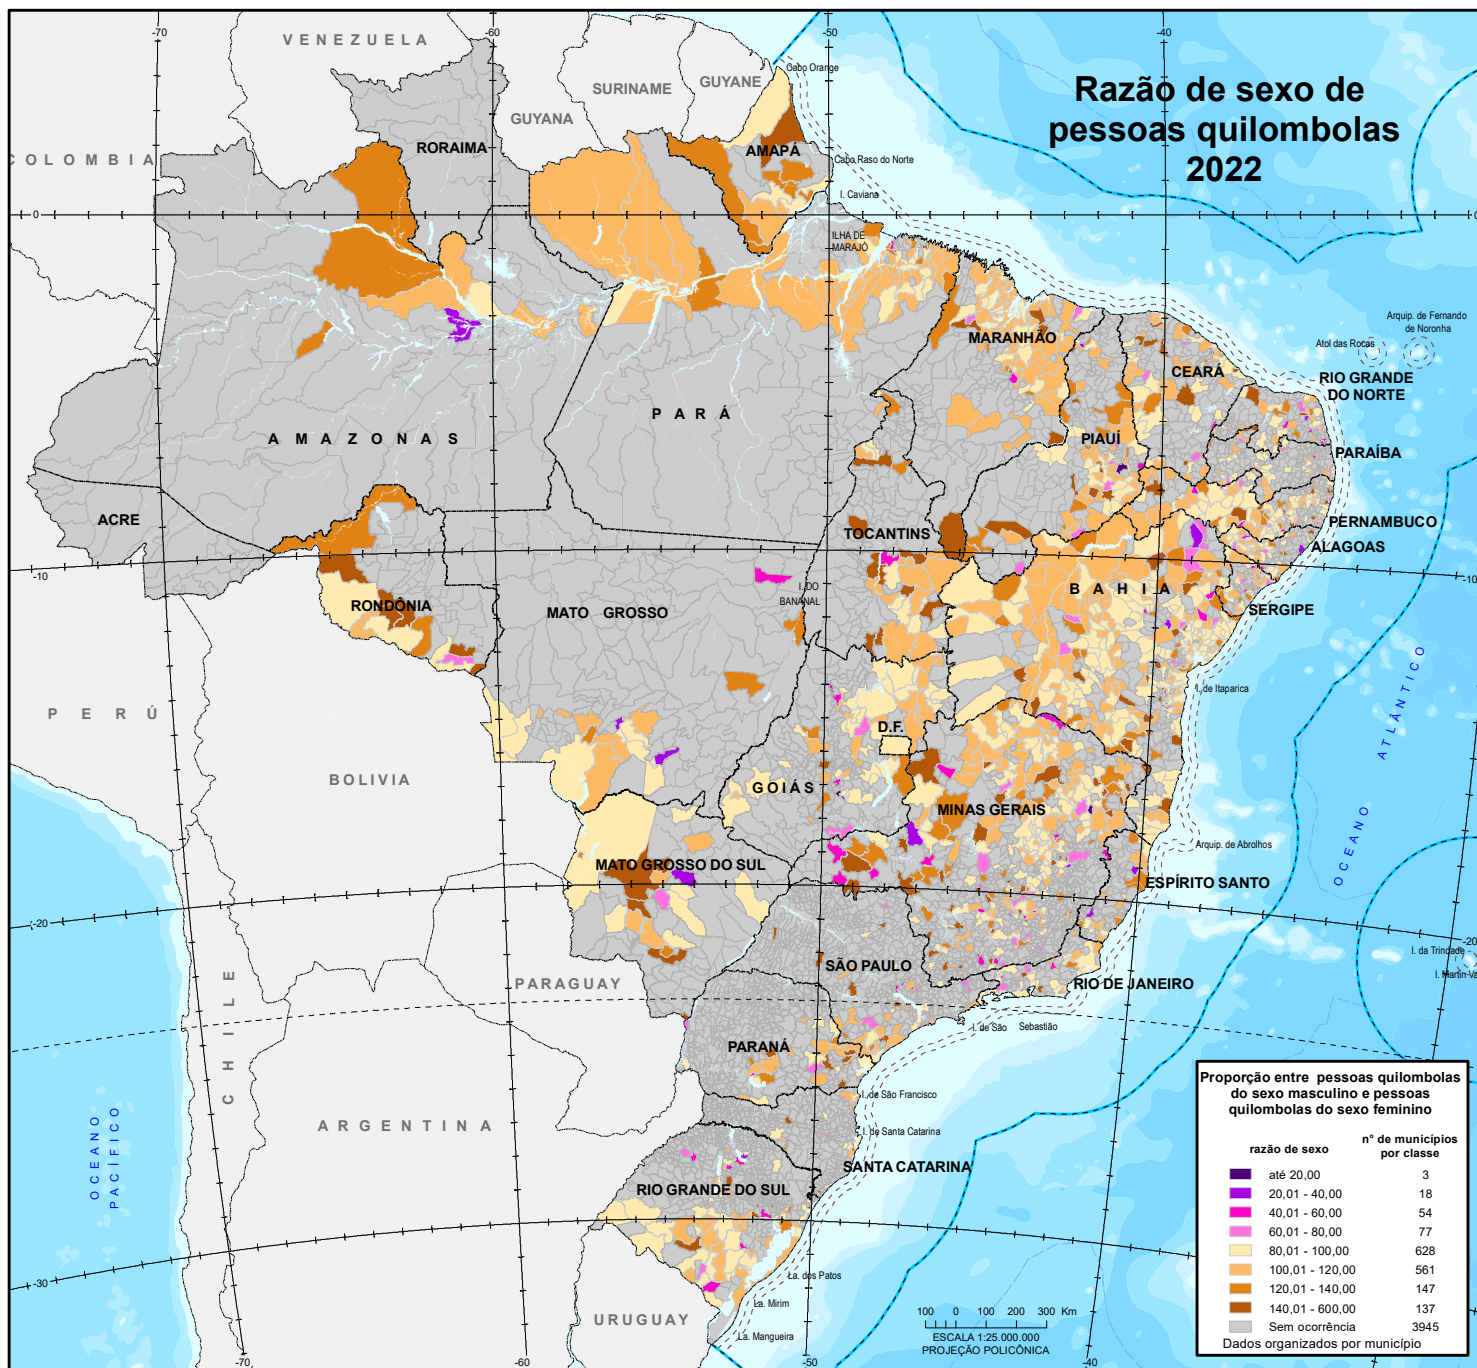 -70
-60
-50
-40
VENEZUELA
SURINAME
GUYANE
GUYANA
COLOMBIA
Cabo Orange
Razão de sexo de
pessoas quilombolas
2022
RORAIMA
AMAPÁ
Cabo Raso do Norte
I. Caviana
0
ILHA DE
MARAJÓ
Arquip. de Fernando
de Noronha
Atol das Rocas
MARANHÃO
CEARÁ
RIO GRANDE
DO NORTE
PARÁ
AMAZONAS
PIAUÍ
PARAÍBA
ACRE
TOCANTINS
PERNAMBUCO
ALAGOAS
-10
-10
I. DO
BANANAL
BAHIA
RONDÔNIA
MATO GROSSO
SERGIPE
I. de Itaparica
PERÚ
D.F.
OCEANO ATLÂNTICO
BOLIVIA
GOIÁS
MINAS GERAIS
Arquip. de Abrolhos
MATO GROSSO DO SUL
ESPÍRITO SANTO
-20
-20
I. da Trindade
I. Martin Va
SÃO PAULO
PARAGUAY
RIO DE JANEIRO
CHILE
I. de São Sebastião
PARANÁ
I. de São Francisco
ARGENTINA
I. de Santa Catarina
OCEANO
PACÍFICO
SANTA CATARINA
RIO GRANDE DO SUL
-30
La. dos Patos
La. Mirim
URUGUAY
La. Mangueira
100 0 100 200 300 Km
ESCALA 1:25.000.000
PROJEÇÃO POLICÔNICA
-70
-60
-50
-40
Proporção entre pessoas quilombolas
do sexo masculino e pessoas
quilombolas do sexo feminino
razão de sexo
n° de municípios
por classe
até 20,00 3
20,01 - 40,00 18
40,01 - 60,00 54
60,01 - 80,00 77
80,01 - 100,00 628
100,01 - 120,00 561
120,01 - 140,00 147
140,01 - 600,00 137
Sem ocorrência 3945
Dados organizados por município